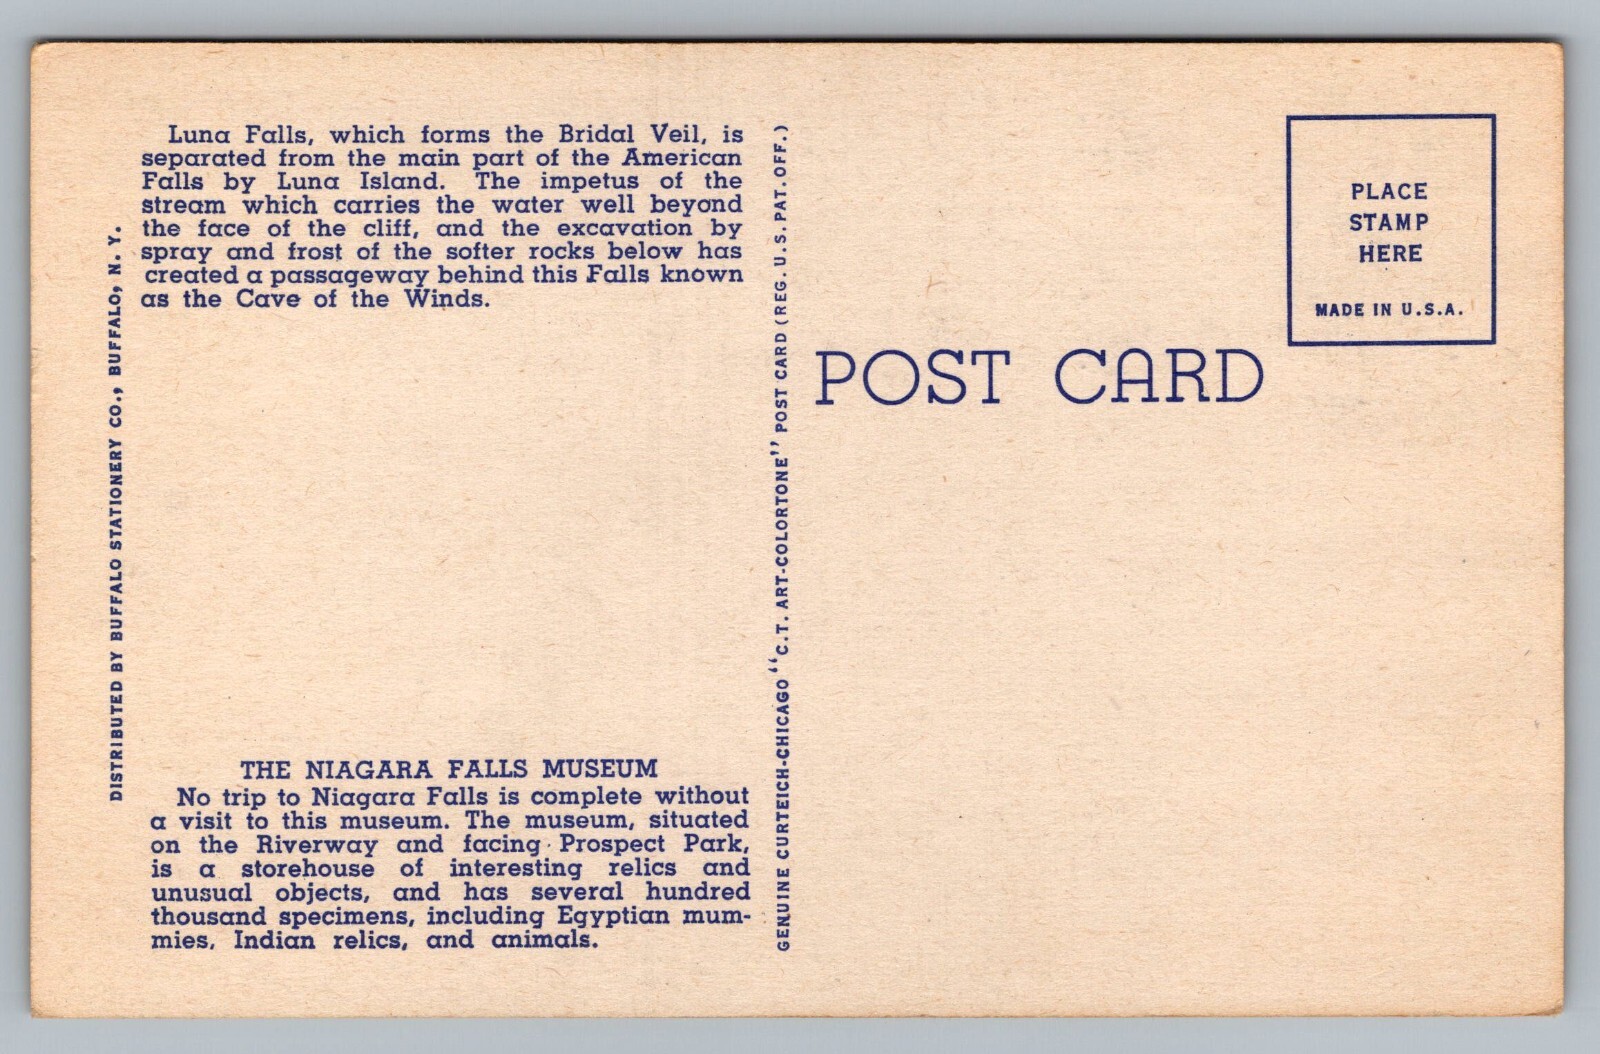 Luna Falls, which forms the Bridal Veil, is
separated from the main part of the American
Falls by Luna Island. The impetus of the
stream which carries the water well beyond
the face of the cliff, and the excavation by
spray and frost of the softer rocks below has
created a passageway behind this Falls known
as the Cave of the Winds.
DISTRIBUTED BY BUFFALO STATIONERY CO., BUFFALO, N. Y.
THE NIAGARA FALLS MUSEUM
No trip to Niagara Falls is complete without
a visit to this museum. The museum, situated
on the Riverway and facing Prospect Park,
is a storehouse of interesting relics and
unusual objects, and has several hundred
thousand specimens, including Egyptian mum-
mies, Indian relics, and animals.
GENUINE CURTEICH-CHICAGO "C.T. ART-COLORTONE" POST CARD (REG. U.S. PAT. OFF.)
POST CARD
PLACE
STAMP
HERE
MADE IN U.S.A.